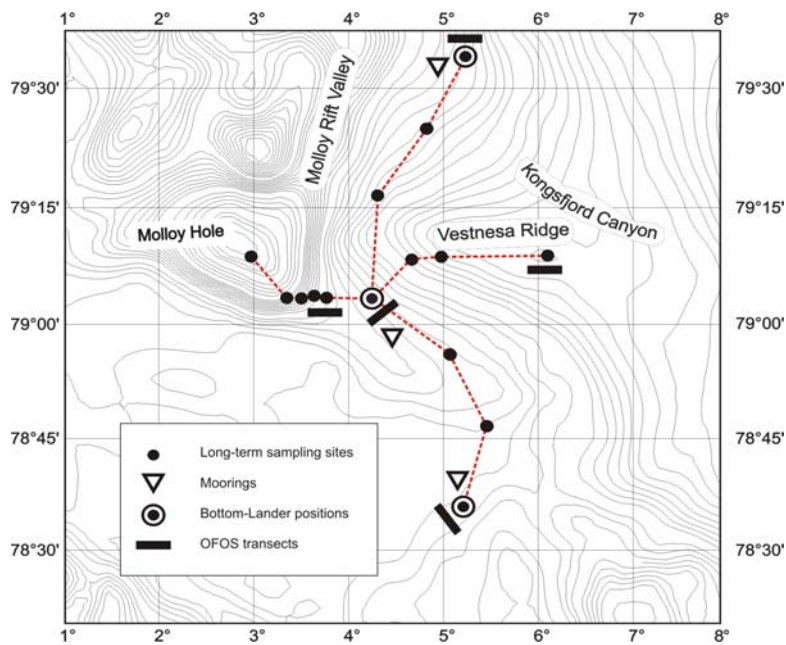 1° 2° 3° 4° 5° 6° 7° 8°
79°30' 79°30'
Molloy Rift Valley
Kongsfjord Canyon
79°15' 79°15'
Molloy Hole
Vestnesa Ridge
79°00' 79°00'
78°45' 78°45'
Long-term sampling sites
Moorings
Bottom-Lander positions
OFOS transects
78°30' 78°30'
1° 2° 3° 4° 5° 6° 7° 8°